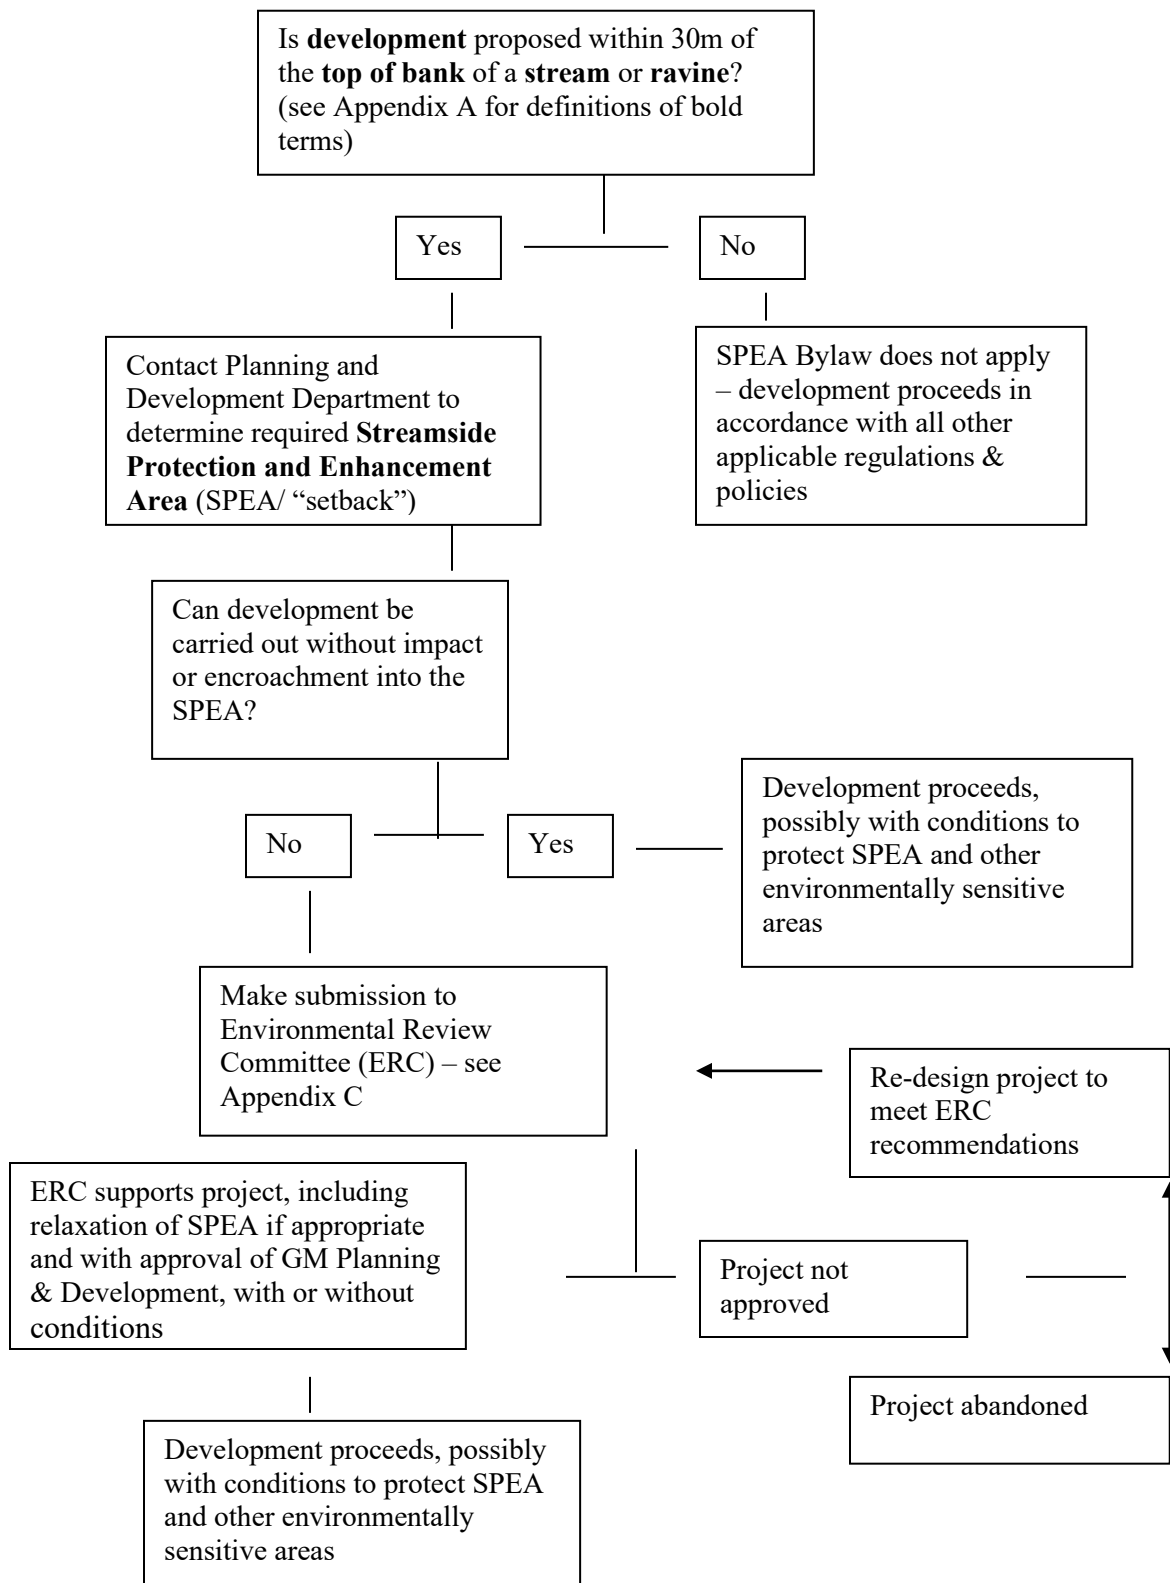 Is development proposed within 30m of
the top of bank of a stream or ravine?
(see Appendix A for definitions of bold
terms)
Yes
No
Contact Planning and
Development Department to
determine required Streamside
Protection and Enhancement
Area (SPEA/ “setback”)
SPEA Bylaw does not apply
– development proceeds in
accordance with all other
applicable regulations &
policies
Can development be
carried out without impact
or encroachment into the
SPEA?
No
Yes
Development proceeds,
possibly with conditions to
protect SPEA and other
environmentally sensitive
areas
Make submission to
Environmental Review
Committee (ERC) – see
Appendix C
Re-design project to
meet ERC
recommendations
ERC supports project, including
relaxation of SPEA if appropriate
and with approval of GM Planning
& Development, with or without
conditions
Project not
approved
Project abandoned
Development proceeds, possibly
with conditions to protect SPEA
and other environmentally
sensitive areas